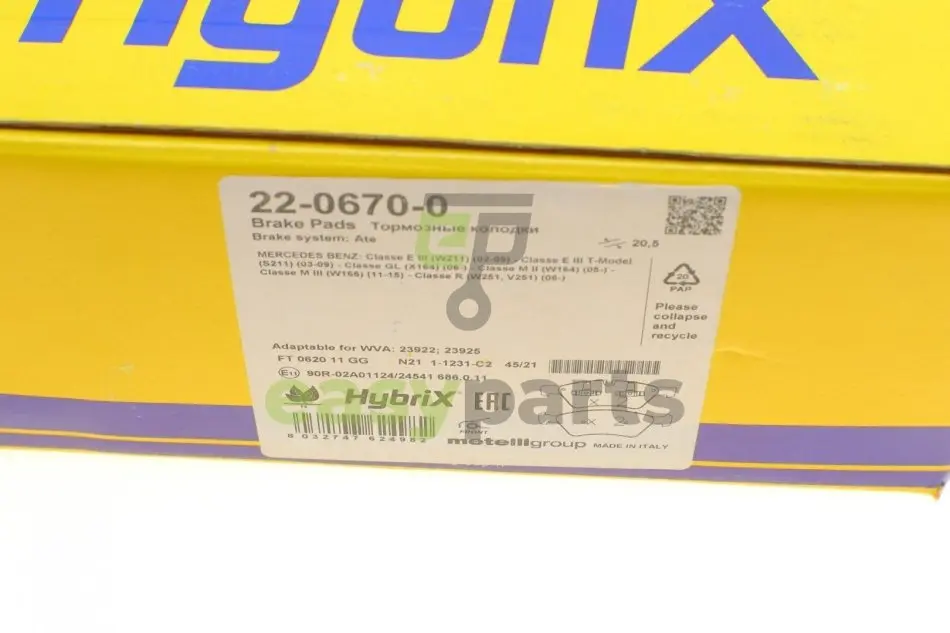 HybriX
22-0670-0
Brake Pads Тормозные колодки
Brake system: Ate
20,5
MERCEDES BENZ: Classe E III (W211) (02-09) - Classe E III T-Model
(S211) (03-09) - Classe GL (X164) (06-) - Classe M II (W164) (05-) -
Classe M III (W166) (11-15) - Classe R (W251, V251) (06-)
20
PAP
Please
collapse
and
recycle
Adaptable for WVA: 23922; 23925
FT 0620 11 GG N21 1-1231-C2 45/21
E11 90R-02A01124/24541 686.0.11
HybriX EAC
easyparts
8 032747 624982
FRONT
metelligroup MADE IN ITALY